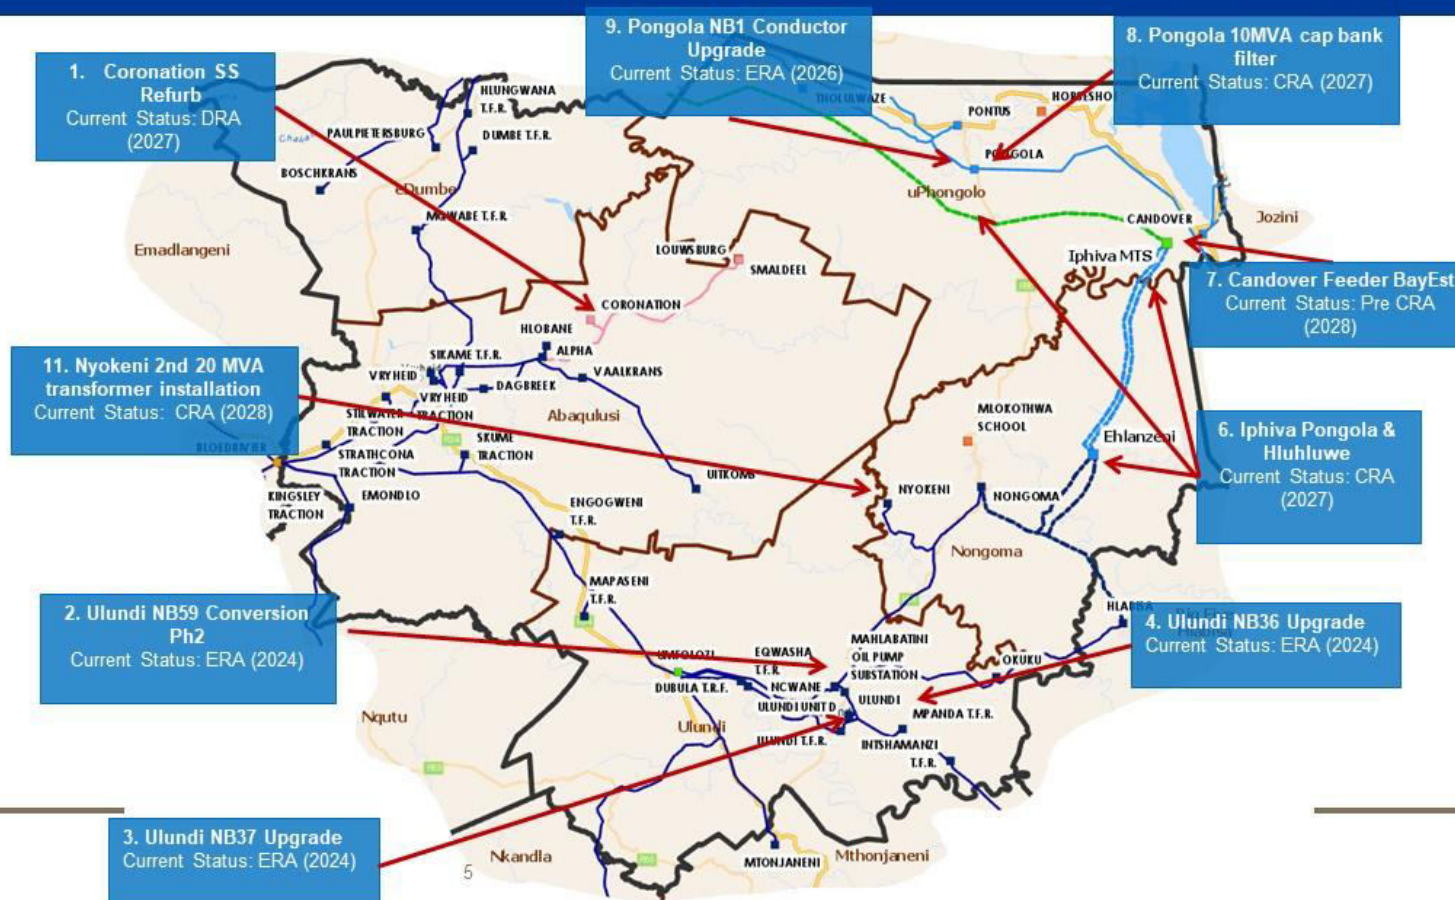 9. Pongola NB1 Conductor
Upgrade
Current Status: ERA (2026)
8. Pongola 10MVA cap bank
filter
Current Status: CRA (2027)
1. Coronation SS
Refurb
Current Status: DRA
(2027)
HLUNGWANA
T.F.R.
THOLULWAZE
PONTUS
PAULPIETERSBURG
DUMBE T.F.R.
BOSCHKRANS
eDumbe
uPhongolo
MGWABE T.F.R.
CANDOVER
Jozini
Emadlangeni
LOUWSBURG
SMALDEEL
Iphiva MTS
7. Candover Feeder BayEst
Current Status: Pre CRA
(2028)
CORONATION
HLOBANE
ALPHA
SIKAME T.F.R.
VRYHEID
DAGBREEK
VAALKRANS
11. Nyokeni 2nd 20 MVA
transformer installation
Current Status: CRA (2028)
VRYHEID
TRACTION
Abaqulusi
MLOKOTHWA
SCHOOL
TRACTION
SKUME
TRACTION
Ehlanzeni
6. Iphiva Pongola &
Hluhluwe
Current Status: CRA
(2027)
STRATHCONA
TRACTION
UITKOMS
NYOKENI
NONGOMA
KINGSLEY
TRACTION
EMONDLO
ENGOGWENI
T.F.R.
Nongoma
MAPASENI
T.F.R.
2. Ulundi NB59 Conversion
Ph2
Current Status: ERA (2024)
4. Ulundi NB36 Upgrade
Current Status: ERA (2024)
MAHLABATINI
OIL PUMP
SUBSTATION
EQWASHA
T.F.R.
OKUKU
DUBULA T.R.F.
NCWANE
ULUNDI
ULUNDI UNIT D
MPANDA T.F.R.
Nqutu
Ulundi
ULUNDI T.F.R.
INTSHAMANZI
T.F.R.
3. Ulundi NB37 Upgrade
Current Status: ERA (2024)
Nkandla
MTONJANENI
Mthonjaneni
5